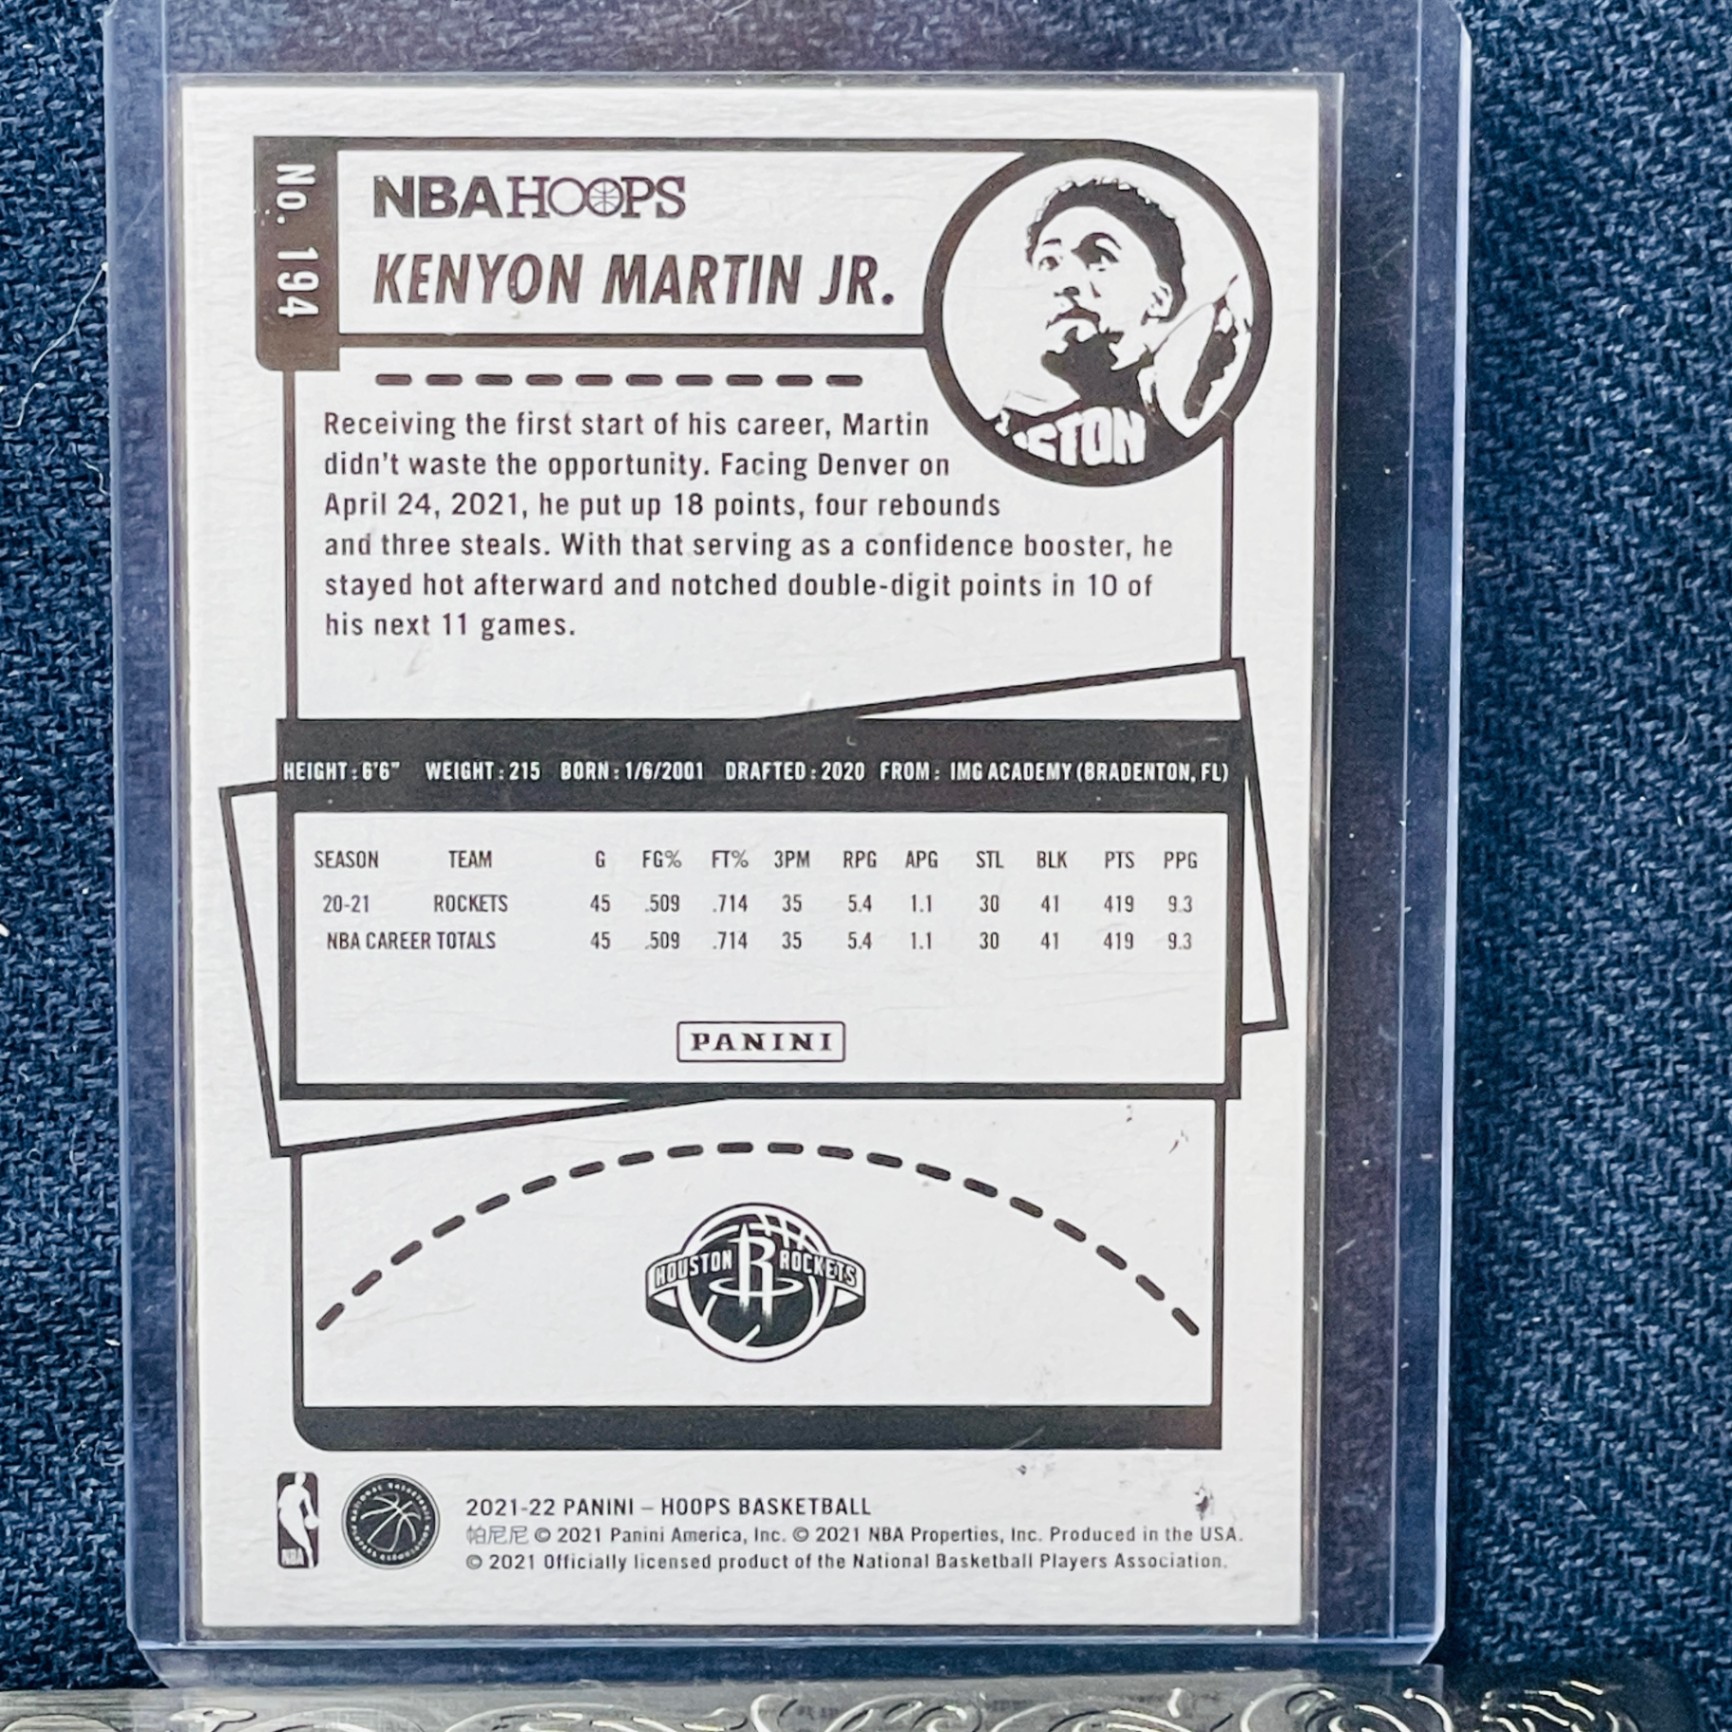 No. 194
NBA HOOPS
KENYON MARTIN JR.
Receiving the first start of his career, Martin
didn't waste the opportunity. Facing Denver on
April 24, 2021, he put up 18 points, four rebounds
and three steals. With that serving as a confidence booster, he
stayed hot afterward and notched double-digit points in 10 of
his next 11 games.
HEIGHT: 6'6" WEIGHT: 215 BORN: 1/6/2001 DRAFTED: 2020 FROM: IMG ACADEMY (BRADENTON, FL)
SEASON TEAM G FG% FT% 3PM RPG APG STL BLK PTS PPG
20-21 ROCKETS 45 .509 .714 35 5.4 1.1 30 41 419 9.3
NBA CAREER TOTALS 45 .509 .714 35 5.4 1.1 30 41 419 9.3
PANINI
HOUSTON R ROCKETS
NBA
2021-22 PANINI – HOOPS BASKETBALL
帕尼尼 © 2021 Panini America, Inc. © 2021 NBA Properties, Inc. Produced in the USA.
© 2021 Officially licensed product of the National Basketball Players Association.